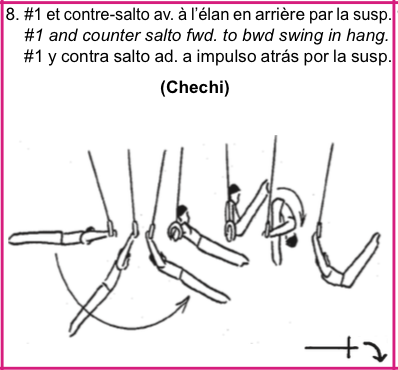 8. #1 et contre-salto av. à l'élan en arrière par la susp.
#1 and counter salto fwd. to bwd swing in hang.
#1 y contra salto ad. a impulso atrás por la susp.
(Chechi)